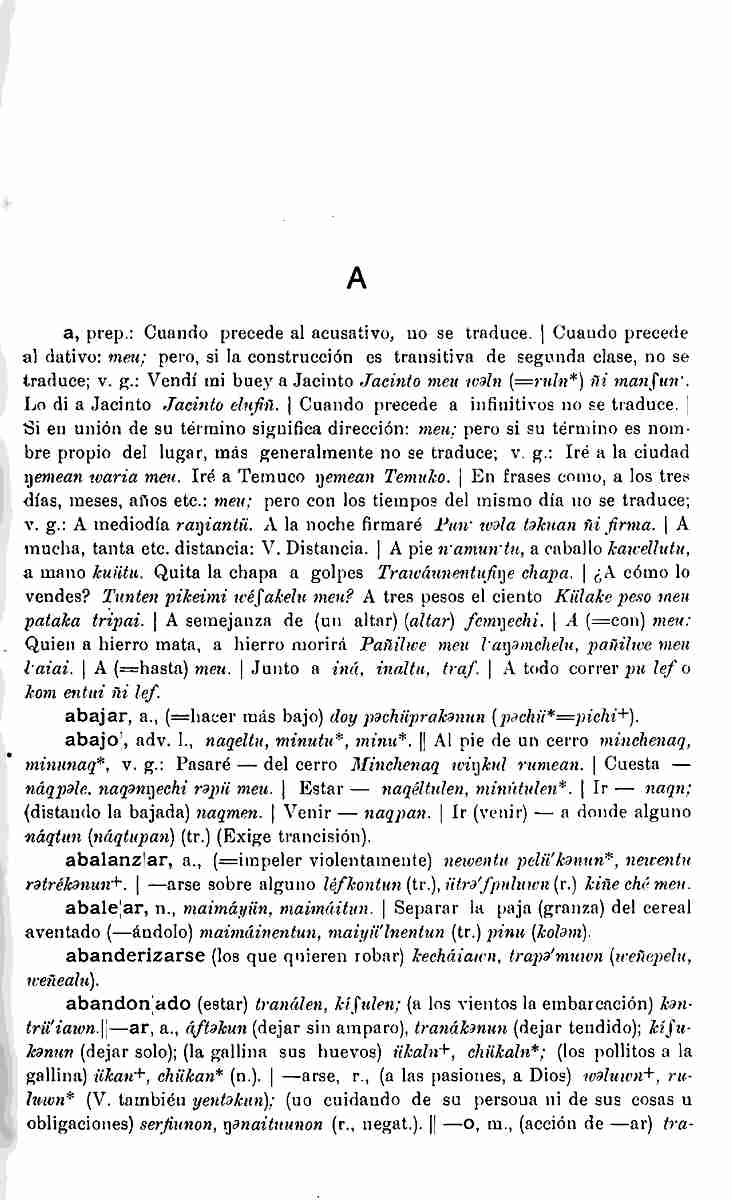 A
a, prep.: Cuando precede al acusativo, no se traduce. | Cuando precede
al dativo: meu; pero, si la construcción es transitiva de segunda clase, no se
traduce; v. g.: Vendí mi buey a Jacinto Jacinto meu wəln (=ruln*) ñi manʃun·.
Lo di a Jacinto Jacinto elufiñ. | Cuando precede a infinitivos no se traduce. |
Si en unión de su término significa dirección: meu; pero si su término es nom-
bre propio del lugar, más generalmente no se traduce; v. g.: Iré a la ciudad
ŋemean waria meu. Iré a Temuco ŋemean Temuko. | En frases como, a los tres
días, meses, años etc.: meu; pero con los tiempos del mismo día no se traduce;
v. g.: A mediodía raŋiantü. A la noche firmaré Pun· wəla təkuan ñi firma. | A
mucha, tanta etc. distancia: V. Distancia. | A pie n·amun·tu, a caballo kawellutu,
a mano kuütu. Quita la chapa a golpes Trawáunentufiŋe chapa. | ¿A cómo lo
vendes? Tunten pikeimi wéʃakelu meu? A tres pesos el ciento Külake peso meu
pataka tripai. | A semejanza de (un altar) (altar) femŋechi. | A (=con) meu:
Quien a hierro mata, a hierro morirá Pañilwe meu l·aŋəmchelu, pañilwe meu
l·aiai. | A (=hasta) meu. | Junto a iná, inaltu, traf. | A todo correr pu lef o
kom entui ñi lef.
abajar, a., (=hacer más bajo) doy pəchüprakənun (pəchü*=pichi+).
abajo, adv. l., naqeltu, minutu*, minu*. || Al pie de un cerro minchenaq,
minunaq*, v. g.: Pasaré — del cerro Minchenaq wiŋkul rumean. | Cuesta —
náqpəle, naqənŋechi rəpü meu. | Estar — naqéltulen, minútulen*. | Ir — naqn;
(distando la bajada) naqmen. | Venir — naqpan. | Ir (venir) — a donde alguno
náqtun (náqtupan) (tr.) (Exige trancisión).
abalanz¦ar, a., (=impeler violentamente) newentu pelü'kənun*, newentu
rətrékənun+. | —arse sobre alguno léfkontun (tr.), ütrə'fpuluwn (r.) kiñe ché meu.
abale¦ar, n., maimáyün, maimáitun. | Separar la paja (granza) del cereal
aventado (—ándolo) maimáinentun, maiyü'lnentun (tr.) pinu (koləm).
abanderizarse (los que quieren robar) kecháiawn, trapə'muwn (weñepelu,
weñealu).
abandon¦ado (estar) tranálen, kíʃulen; (a los vientos la embarcación) kən-
trü'iawn.||—ar, a., áftəkun (dejar sin amparo), tranákənun (dejar tendido); kíʃu-
kənun (dejar solo); (la gallina sus huevos) ükaln+, chükaln*; (los pollitos a la
gallina) ükan+, chükan* (n.). | —arse, r., (a las pasiones, a Dios) wəluwn+, ru-
luwn* (V. también yentəkun); (no cuidando de su persona ni de sus cosas u
obligaciones) serfiunon, ŋənaituunon (r., negat.). || —o, m., (acción de —ar) tra-